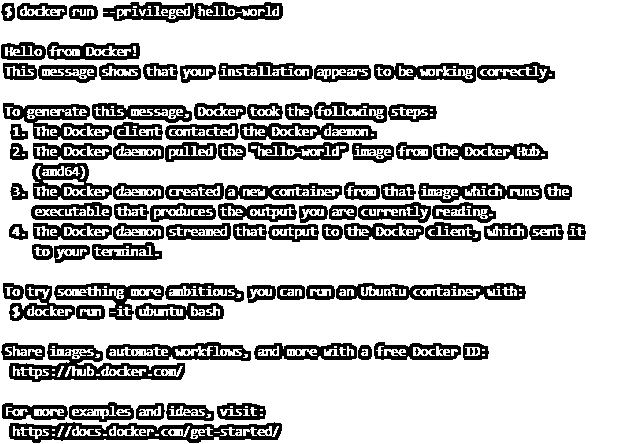 $ docker run --privileged hello-world
Hello from Docker!
This message shows that your installation appears to be working correctly.
To generate this message, Docker took the following steps:
1. The Docker client contacted the Docker daemon.
2. The Docker daemon pulled the "hello-world" image from the Docker Hub.
(amd64)
3. The Docker daemon created a new container from that image which runs the
executable that produces the output you are currently reading.
4. The Docker daemon streamed that output to the Docker client, which sent it
to your terminal.
To try something more ambitious, you can run an Ubuntu container with:
$ docker run -it ubuntu bash
Share images, automate workflows, and more with a free Docker ID:
https://hub.docker.com/
For more examples and ideas, visit:
https://docs.docker.com/get-started/